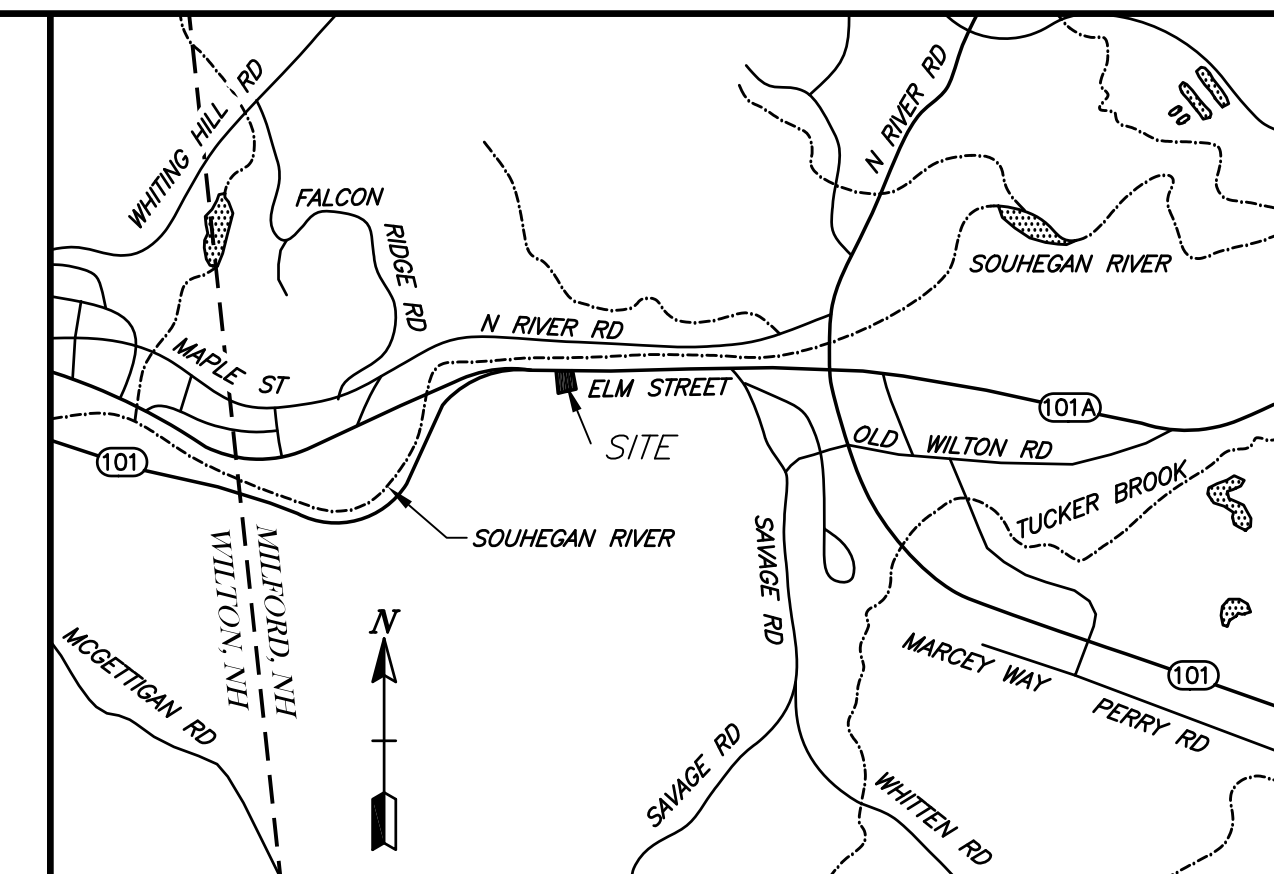 WHITING HILL RD
N RIVER RD
FALCON
RIDGE RD
SOUHEGAN RIVER
N RIVER RD
MAPLE ST
ELM STREET
101A
SITE
OLD WILTON RD
101
TUCKER BROOK
SOUHEGAN RIVER
SAVAGE RD
WILTON, NH
MILFORD, NH
N
MCGETTIGAN RD
MARCEY WAY
101
PERRY RD
SAVAGE RD
WHITTEN RD